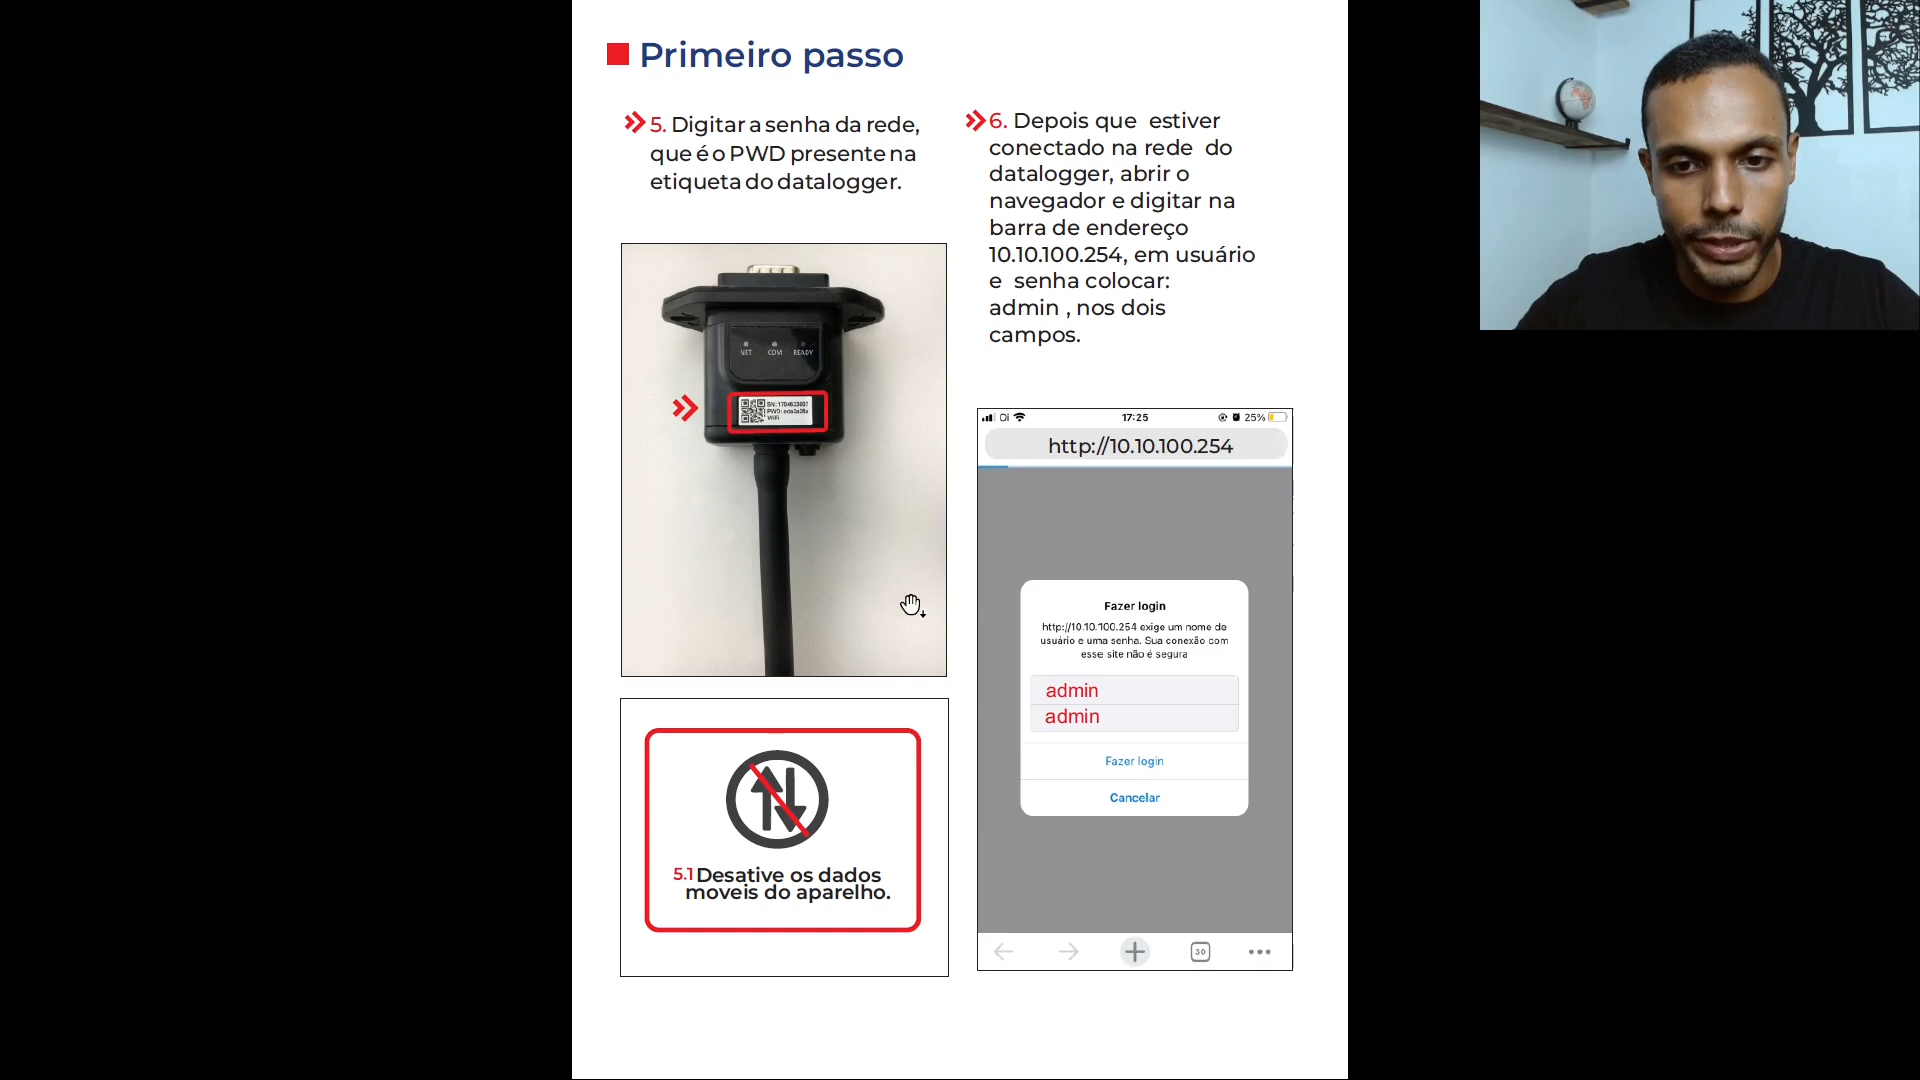 Primeiro passo
5. Digitar a senha da rede,
que é o PWD presente na
etiqueta do datalogger.
NET COM READY
WiFi
5.1 Desative os dados
moveis do aparelho.
6. Depois que estiver
conectado na rede do
datalogger, abrir o
navegador e digitar na
barra de endereço
10.10.100.254, em usuário
e senha colocar:
admin , nos dois
campos.
Oi 17:25 25%
http://10.10.100.254
Fazer login
http://10.10.100.254 exige um nome de
usuário e uma senha. Sua conexão com
esse site não é segura
admin
admin
Fazer login
Cancelar
30